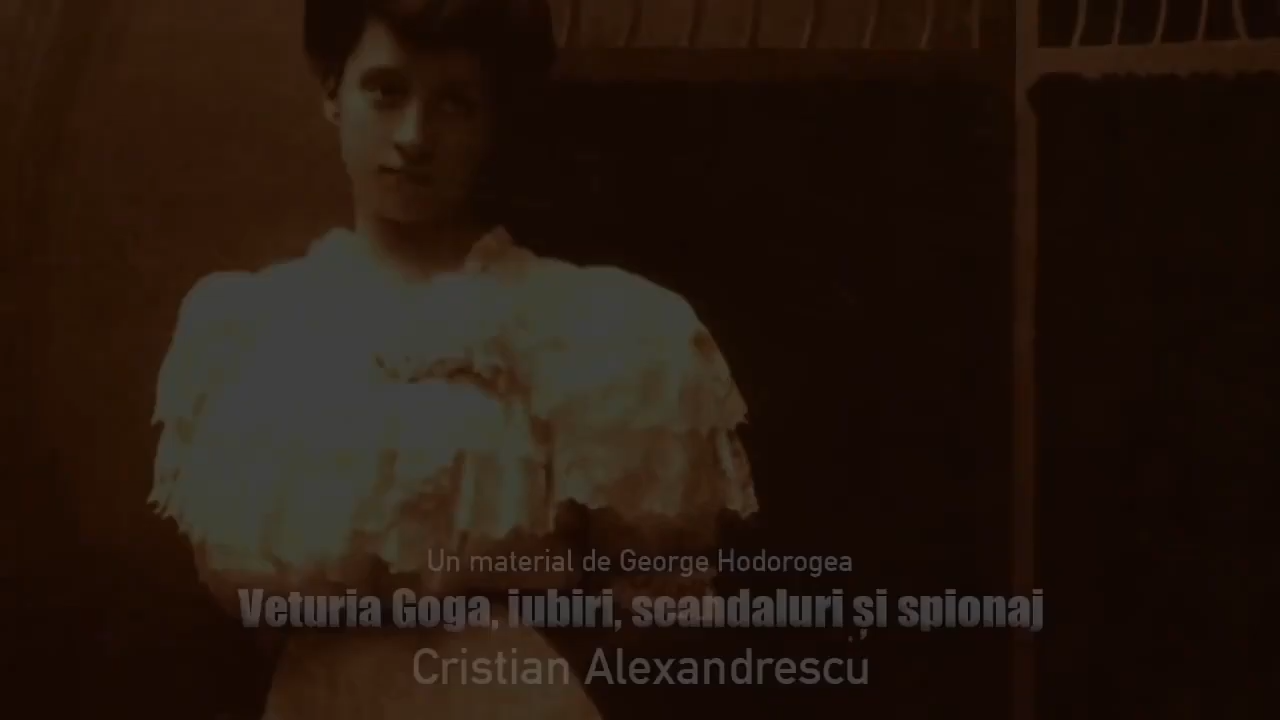 Un material de George Hodorogea
Veturia Goga, iubiri, scandaluri și spionaj
Cristian Alexandrescu